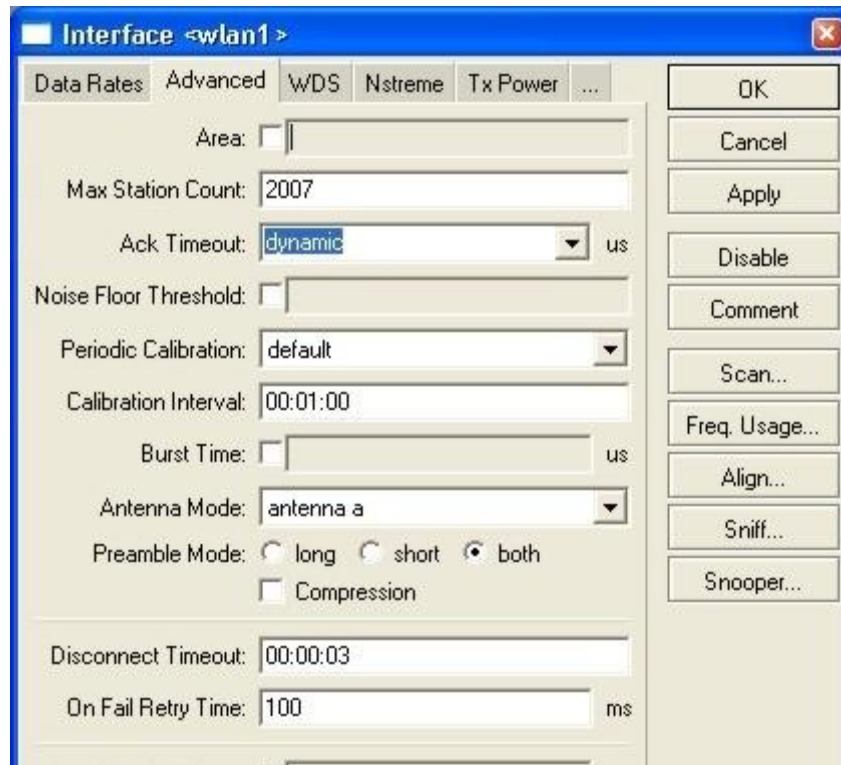 Interface <wlan1>
Data Rates Advanced WDS Nstreme Tx Power ...
Area:
Max Station Count: 2007
Ack Timeout: dynamic us
Noise Floor Threshold:
Periodic Calibration: default
Calibration Interval: 00:01:00
Burst Time: us
Antenna Mode: antenna a
Preamble Mode: long short both
Compression
Disconnect Timeout: 00:00:03
On Fail Retry Time: 100 ms
OK
Cancel
Apply
Disable
Comment
Scan...
Freq. Usage...
Align...
Sniff...
Snooper...